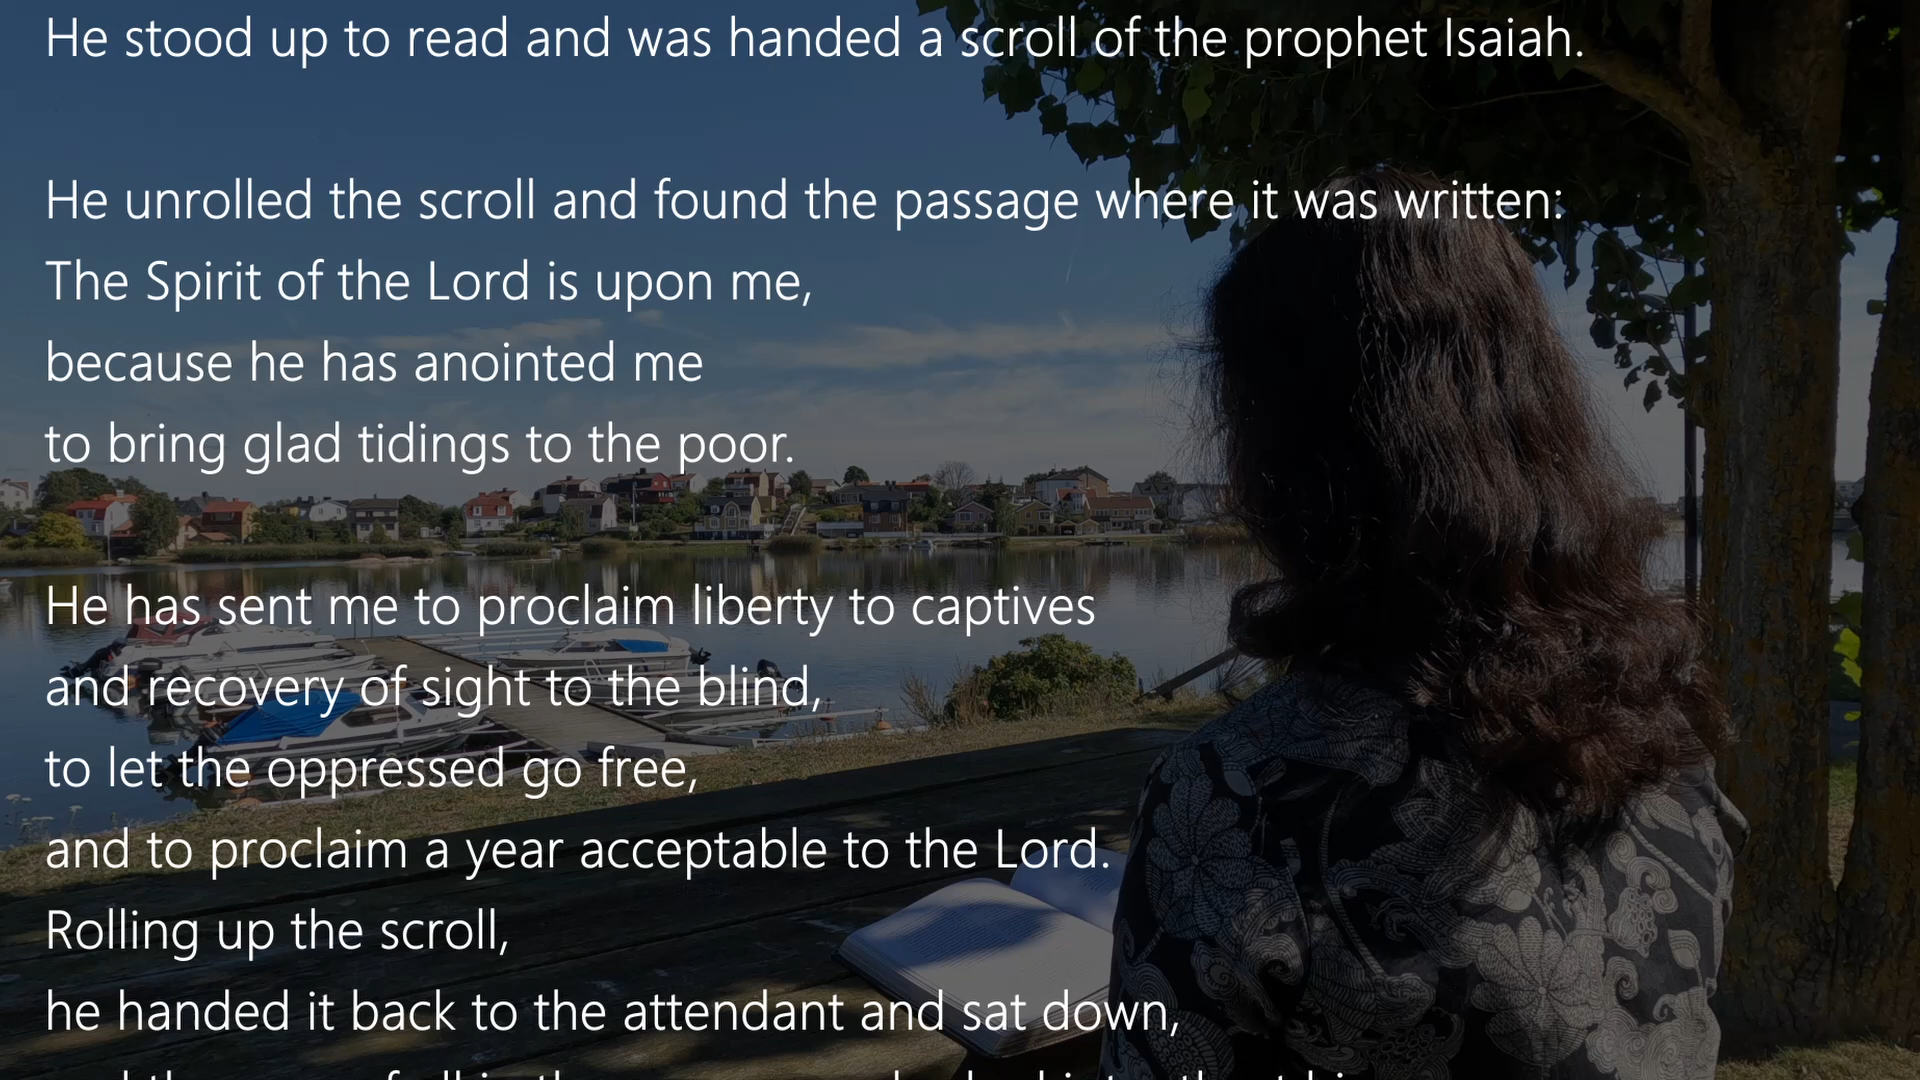 He stood up to read and was handed a scroll of the prophet Isaiah.
He unrolled the scroll and found the passage where it was written:
The Spirit of the Lord is upon me,
because he has anointed me
to bring glad tidings to the poor.
He has sent me to proclaim liberty to captives
and recovery of sight to the blind,
to let the oppressed go free,
and to proclaim a year acceptable to the Lord.
Rolling up the scroll,
he handed it back to the attendant and sat down,